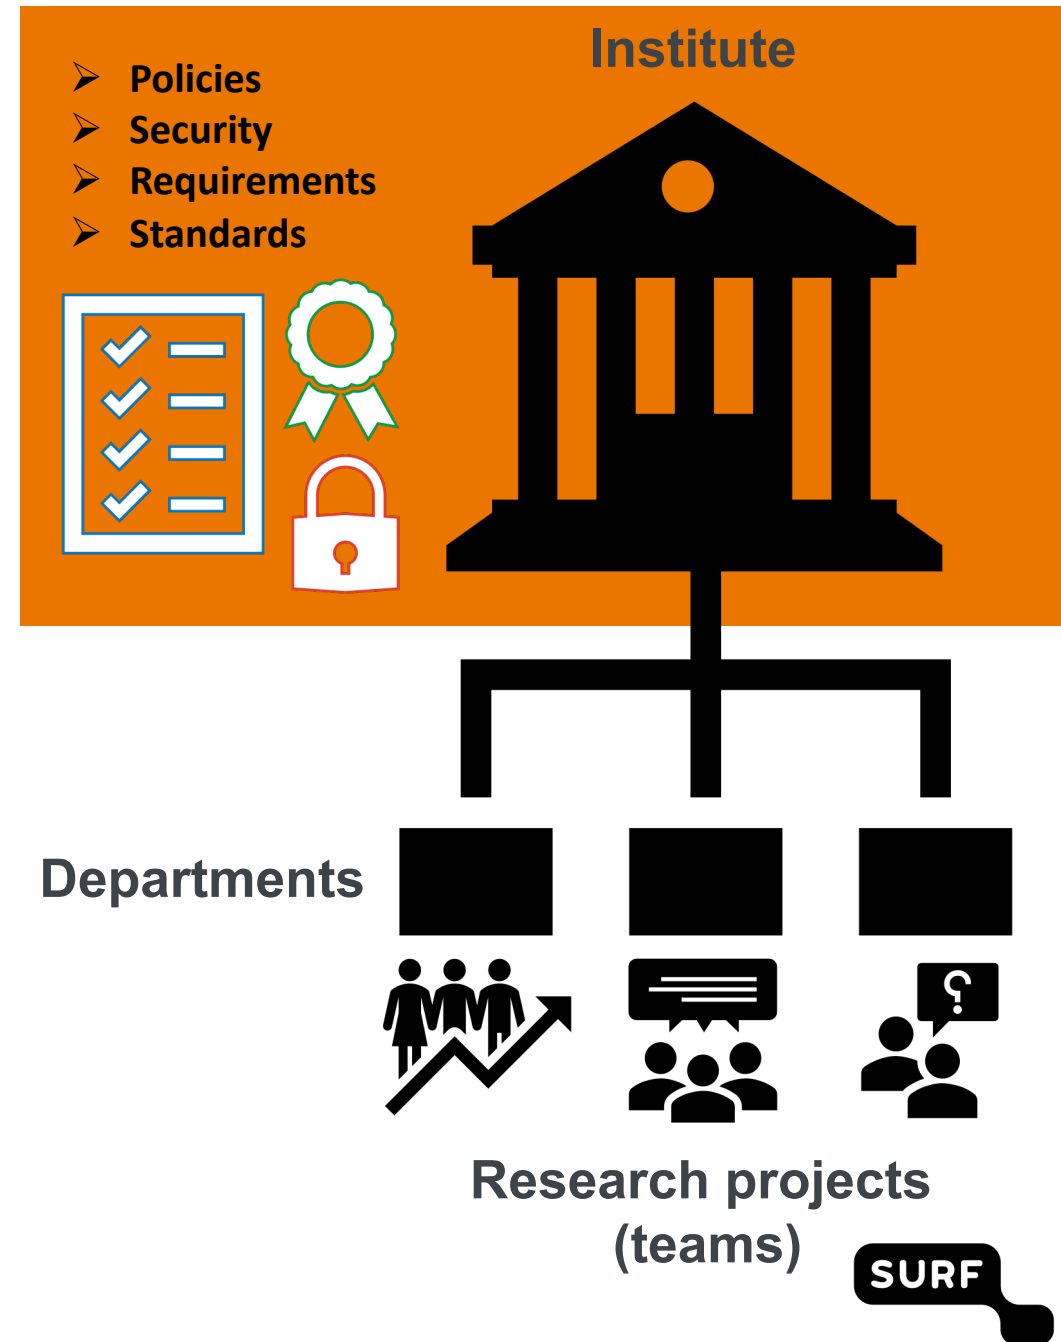 Institute
➢ Policies
➢ Security
➢ Requirements
➢ Standards
Departments
?
Research projects
(teams)
SURF